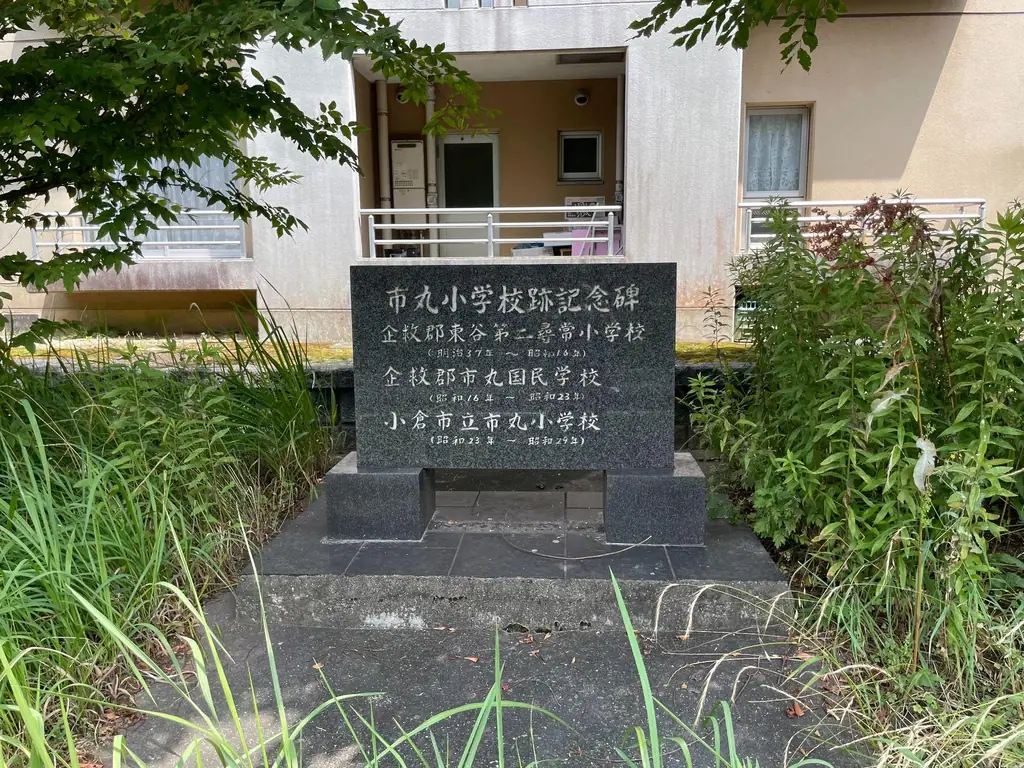 市丸小学校跡記念碑
企救郡東谷第二尋常小学校
(明治37年 ～ 昭和16年)
企救郡市丸国民学校
(昭和16年 ～ 昭和23年)
小倉市立市丸小学校
(昭和23年 ～ 昭和29年)